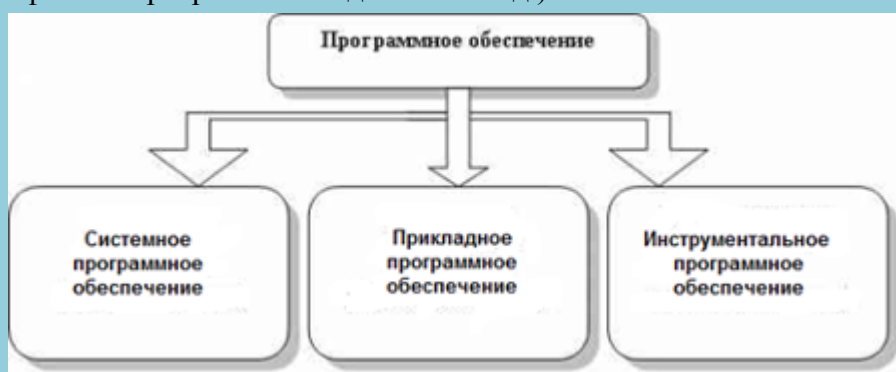 Программное обеспечение
Системное
программное
обеспечение
Прикладное
программное
обеспечение
Инструментальное
программное
обеспечение